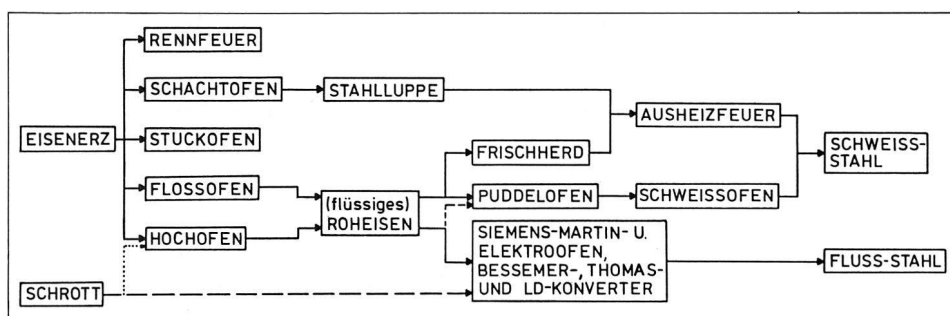 RENNFEUER
SCHACHTOFEN
STAHLLUPPE
AUSHEIZFEUER
EISENERZ
STUCKOFEN
FRISCHHERD
SCHWEISS-
STAHL
FLOSSOFEN
(flüssiges)
ROHEISEN
PUDDELOFEN
SCHWEISSOFEN
HOCHOFEN
SIEMENS-MARTIN- U.
ELEKTROOFEN,
BESSEMER-, THOMAS-
UND LD-KONVERTER
FLUSS-STAHL
SCHROTT